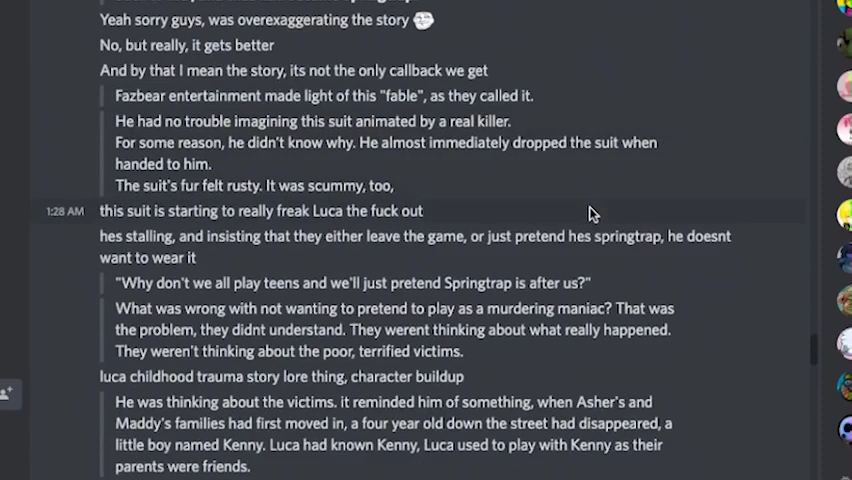 Yeah sorry guys, was overexaggerating the story
No, but really, it gets better
And by that I mean the story, its not the only callback we get
Fazbear entertainment made light of this "fable", as they called it.
He had no trouble imagining this suit animated by a real killer.
For some reason, he didn't know why. He almost immediately dropped the suit when
handed to him.
The suit's fur felt rusty. It was scummy, too,
1:28 AM this suit is starting to really freak Luca the fuck out
hes stalling, and insisting that they either leave the game, or just pretend hes springtrap, he doesnt
want to wear it
"Why don't we all play teens and we'll just pretend Springtrap is after us?"
What was wrong with not wanting to pretend to play as a murdering maniac? That was
the problem, they didnt understand. They werent thinking about what really happened.
They weren't thinking about the poor, terrified victims.
luca childhood trauma story lore thing, character buildup
He was thinking about the victims. it reminded him of something, when Asher's and
Maddy's families had first moved in, a four year old down the street had disappeared, a
little boy named Kenny. Luca had known Kenny, Luca used to play with Kenny as their
parents were friends.